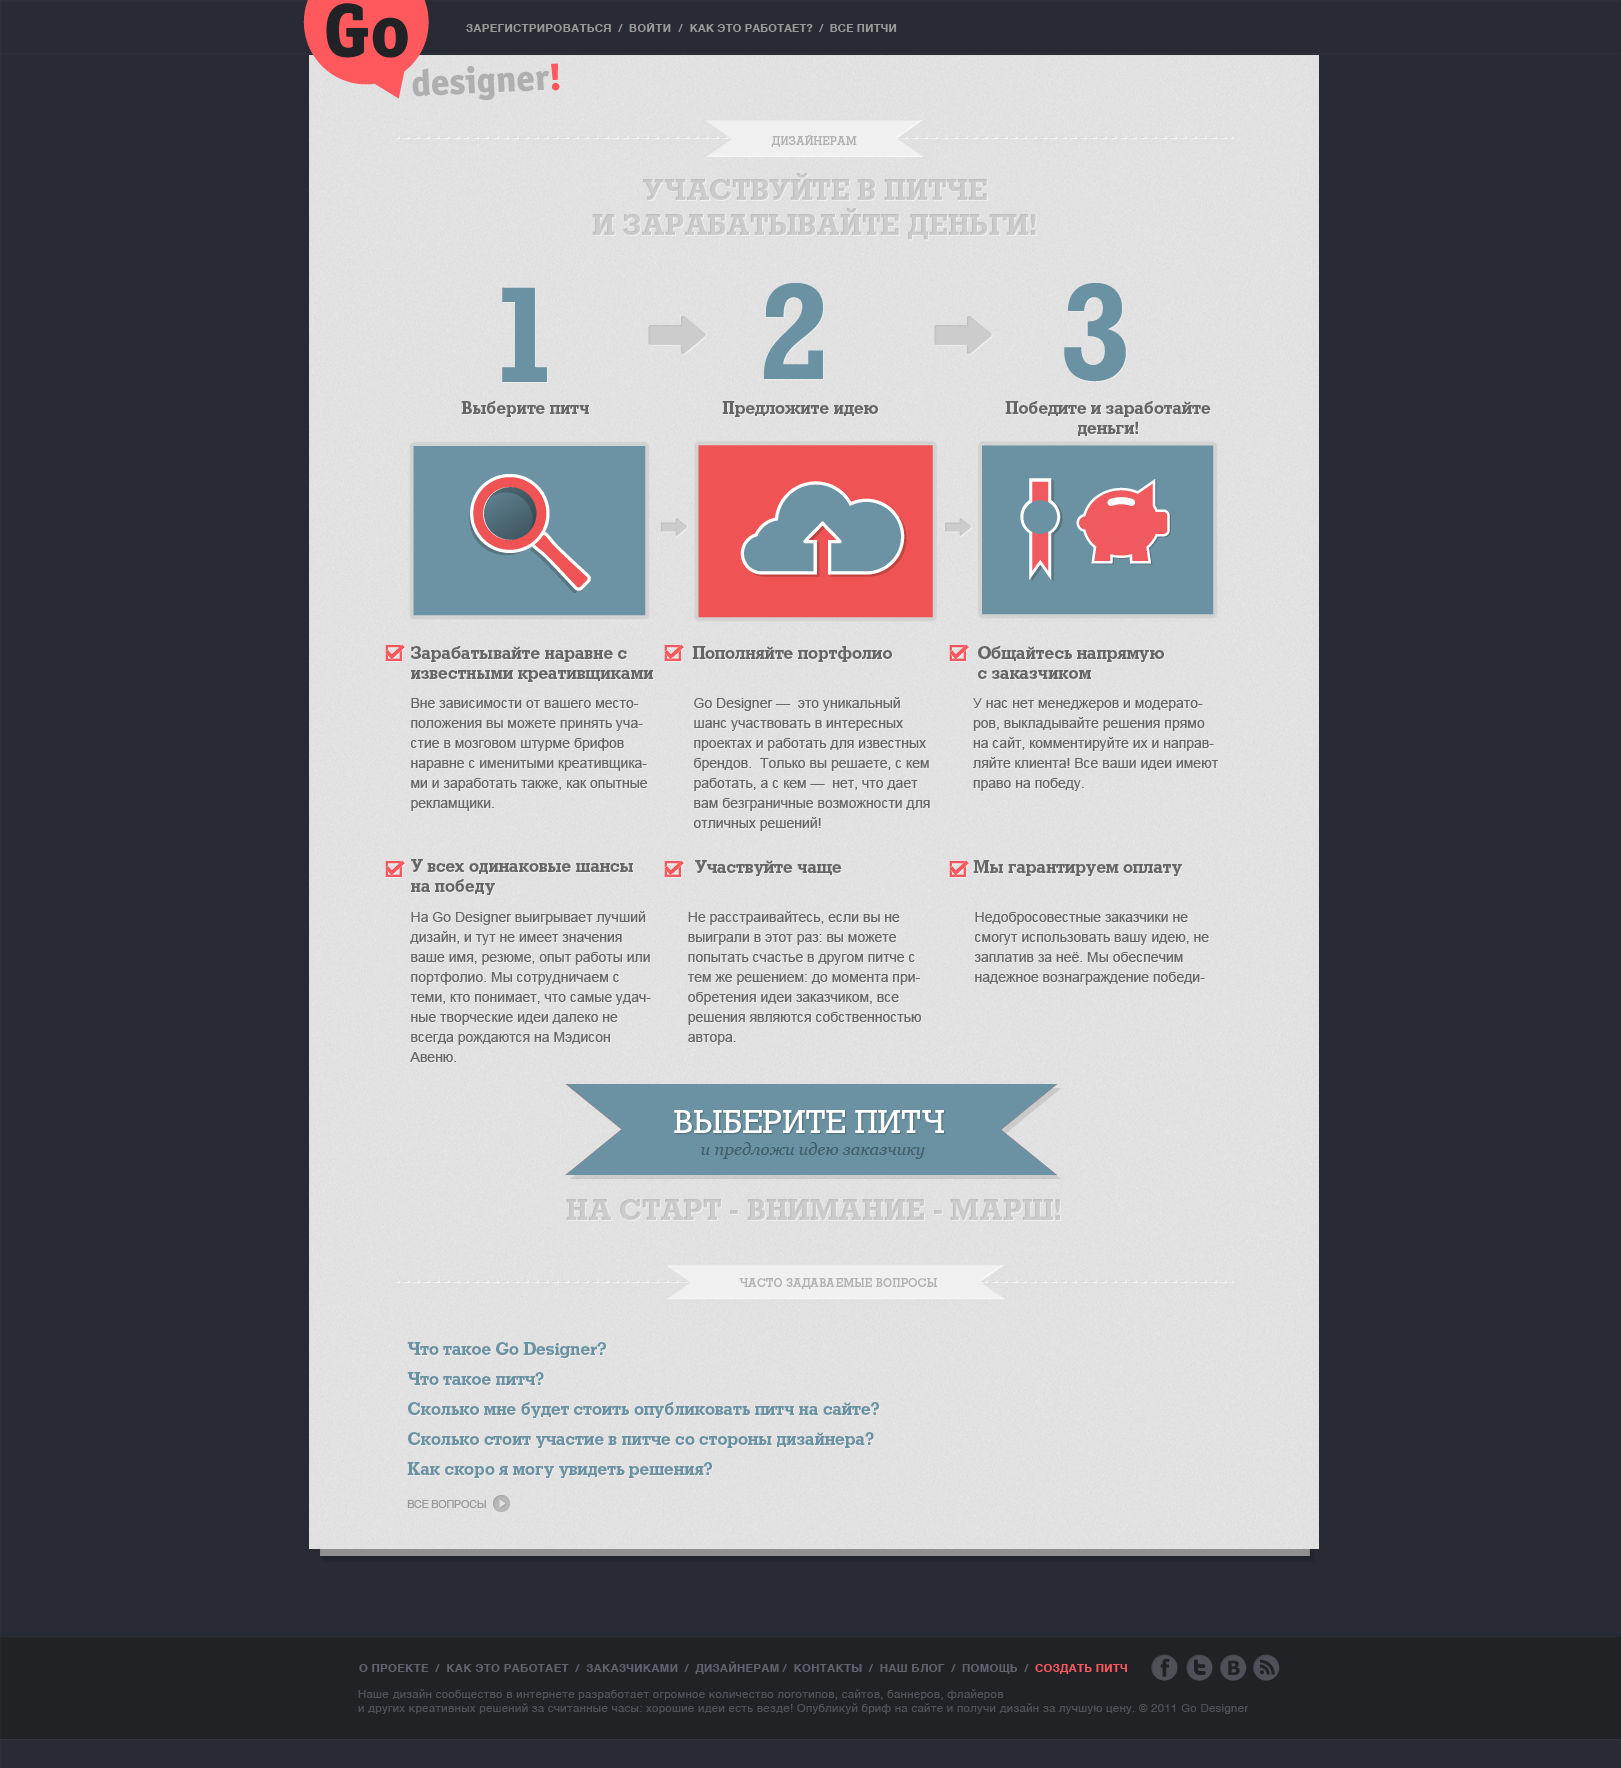 Go
designer!
ЗАРЕГИСТРИРОВАТЬСЯ / ВОЙТИ / КАК ЭТО РАБОТАЕТ? / ВСЕ ПИТЧИ
ДИЗАЙНЕРАМ
УЧАСТВУЙТЕ В ПИТЧЕ
И ЗАРАБАТЫВАЙТЕ ДЕНЬГИ!
1
2
3
Выберите питч
Предложите идею
Победите и заработайте
деньги!
Зарабатывайте наравне с
известными креативщиками
Вне зависимости от вашего место-
положения вы можете принять уча-
стие в мозговом штурме брифов
наравне с именитыми креативщика-
ми и заработать также, как опытные
рекламщики.
Пополняйте портфолио
Go Designer — это уникальный
шанс участвовать в интересных
проектах и работать для известных
брендов. Только вы решаете, с кем
работать, а с кем — нет, что дает
вам безграничные возможности для
отличных решений!
Общайтесь напрямую
с заказчиком
У нас нет менеджеров и модерато-
ров, выкладывайте решения прямо
на сайт, комментируйте их и направ-
ляйте клиента! Все ваши идеи имеют
право на победу.
У всех одинаковые шансы
на победу
На Go Designer выигрывает лучший
дизайн, и тут не имеет значения
ваше имя, резюме, опыт работы или
портфолио. Мы сотрудничаем с
теми, кто понимает, что самые удач-
ные творческие идеи далеко не
всегда рождаются на Мэдисон
Авеню.
Участвуйте чаще
Не расстраивайтесь, если вы не
выиграли в этот раз: вы можете
попытать счастье в другом питче с
тем же решением: до момента при-
обретения идеи заказчиком, все
решения являются собственностью
автора.
Мы гарантируем оплату
Недобросовестные заказчики не
смогут использовать вашу идею, не
заплатив за неё. Мы обеспечим
надежное вознаграждение победи-
ВЫБЕРИТЕ ПИТЧ
и предложи идею заказчику
НА СТАРТ - ВНИМАНИЕ - МАРШ!
ЧАСТО ЗАДАВАЕМЫЕ ВОПРОСЫ
Что такое Go Designer?
Что такое питч?
Сколько мне будет стоить опубликовать питч на сайте?
Сколько стоит участие в питче со стороны дизайнера?
Как скоро я могу увидеть решения?
ВСЕ ВОПРОСЫ
О ПРОЕКТЕ / КАК ЭТО РАБОТАЕТ / ЗАКАЗЧИКАМИ / ДИЗАЙНЕРАМ / КОНТАКТЫ / НАШ БЛОГ / ПОМОЩЬ / СОЗДАТЬ ПИТЧ
Наше дизайн сообщество в интернете разработает огромное количество логотипов, сайтов, баннеров, флайеров
и других креативных решений за считанные часы: хорошие идеи есть везде! Опубликуй бриф на сайте и получи дизайн за лучшую цену. © 2011 Go Designer